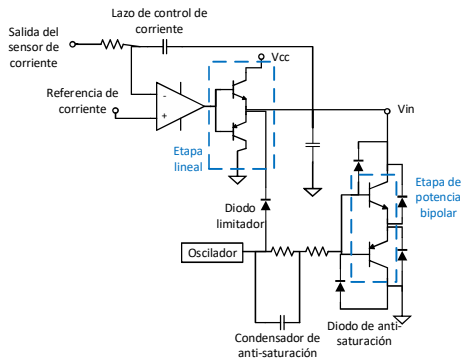 Lazo de control de
corriente
Salida del
sensor de
corriente
Vcc
Referencia de
corriente
-
+
Vin
Etapa
lineal
Etapa de
potencia
bipolar
Diodo
limitador
Oscilador
Condensador de
anti-saturación
Diodo de anti-
saturación